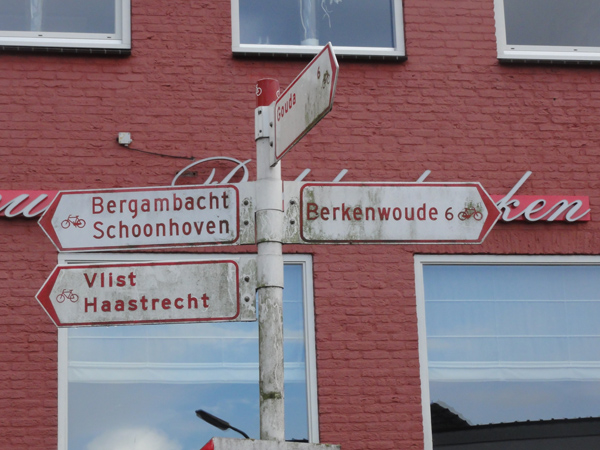 Gouda 6
Bergambacht
Schoonhoven
Berkenwoude 6
Vlist
Haastrecht